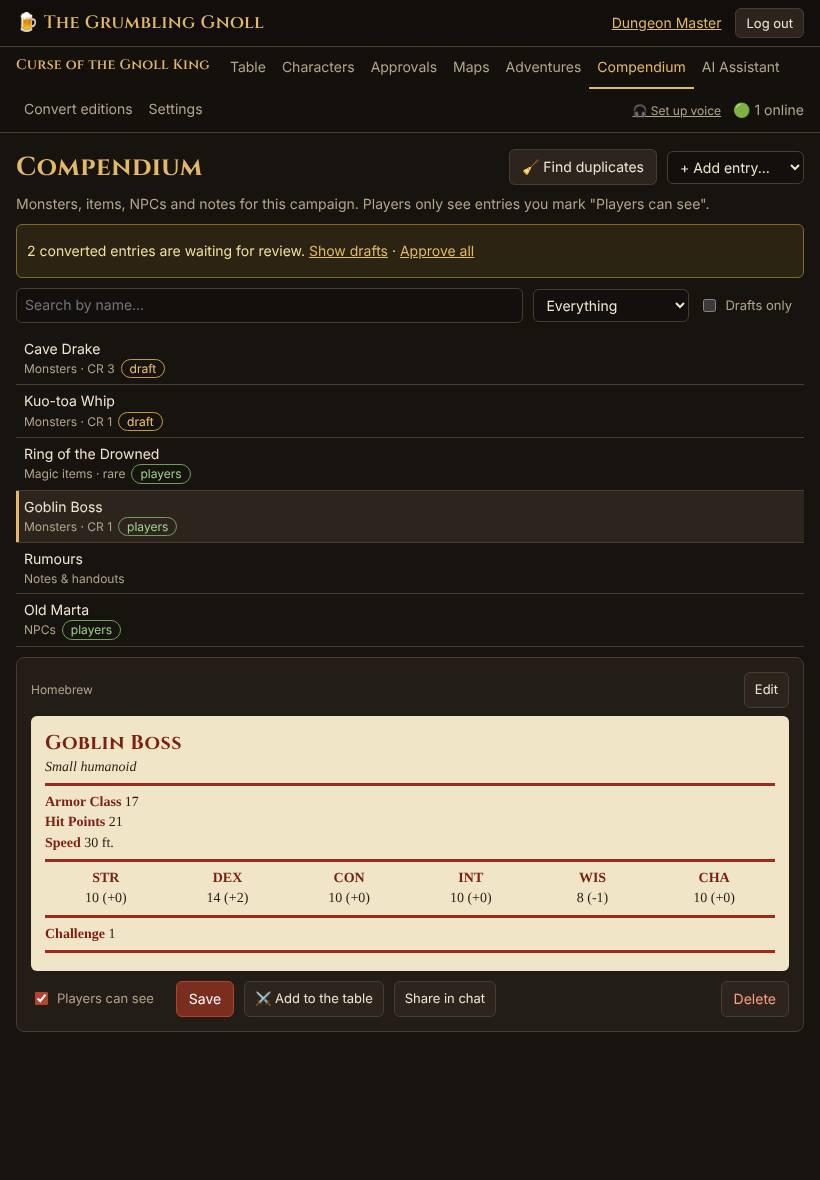 🍺 The Grumbling Gnoll
Dungeon Master
Log out
Curse of the Gnoll King
Table
Characters
Approvals
Maps
Adventures
Compendium
AI Assistant
Convert editions
Settings
🎧 Set up voice
🟢 1 online
Compendium
🧹 Find duplicates
+ Add entry...
Monsters, items, NPCs and notes for this campaign. Players only see entries you mark "Players can see".
2 converted entries are waiting for review. Show drafts · Approve all
Search by name...
Everything
Drafts only
Cave Drake
Monsters · CR 3 draft
Kuo-toa Whip
Monsters · CR 1 draft
Ring of the Drowned
Magic items · rare players
Goblin Boss
Monsters · CR 1 players
Rumours
Notes & handouts
Old Marta
NPCs players
Homebrew
Edit
Goblin Boss
Small humanoid
Armor Class 17
Hit Points 21
Speed 30 ft.
STR DEX CON INT WIS CHA
10 (+0) 14 (+2) 10 (+0) 10 (+0) 8 (-1) 10 (+0)
Challenge 1
Players can see
Save
⚔️ Add to the table
Share in chat
Delete